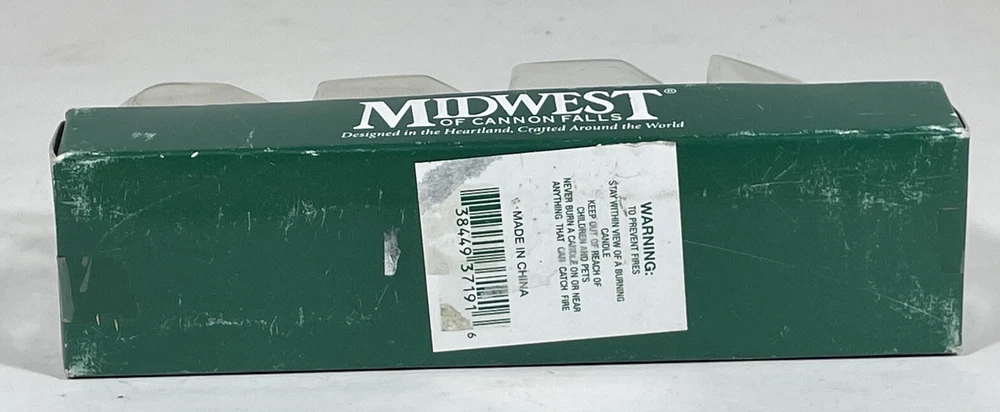 MIDWEST®
OF CANNON FALLS
Designed in the Heartland, Crafted Around the World
WARNING:
TO PREVENT FIRES
STAY WITHIN VIEW OF A BURNING
CANDLE
KEEP OUT OF REACH OF
CHILDREN AND PETS
NEVER BURN A CANDLE ON OR NEAR
ANYTHING THAT CAN CATCH FIRE
MADE IN CHINA
38449 37191 6